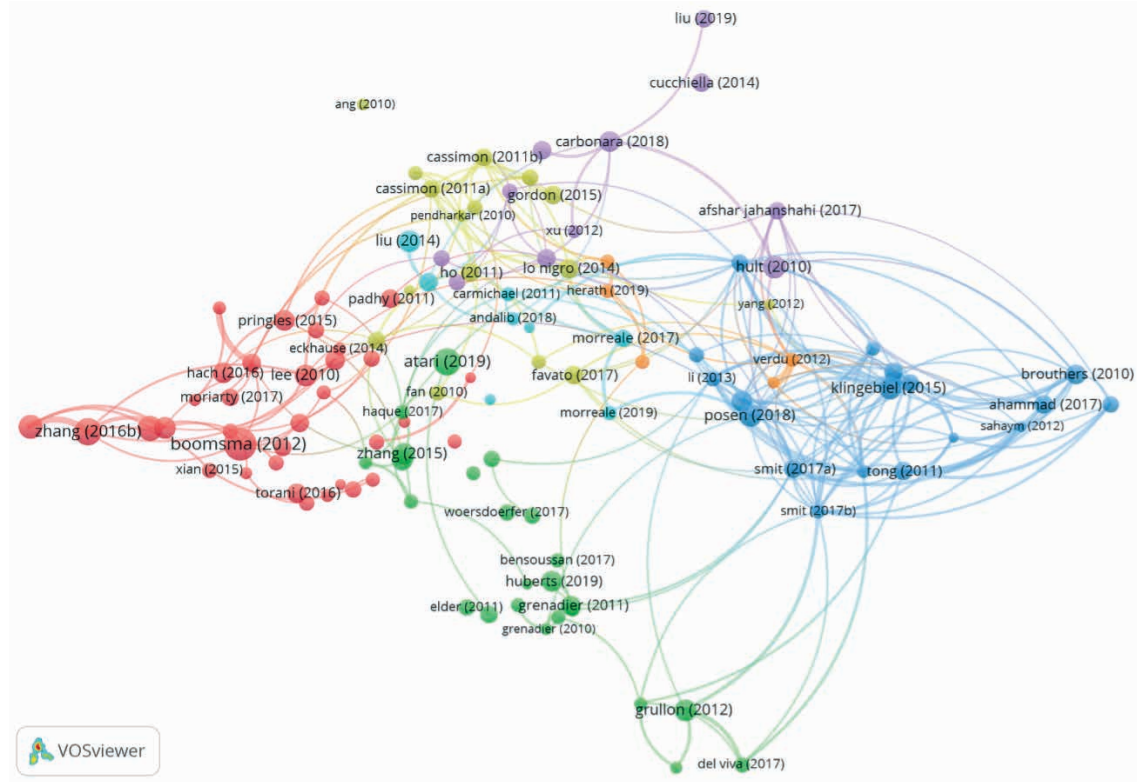 liu (2019)
cucchiella (2014)
ang (2010)
carbonara (2018)
cassimon (2011b)
cassimon (2011a)
gordon (2015)
pendharkar (2010)
afshar jahanshahi (2017)
xu (2012)
liu (2014)
ho (2011)
lo nigro (2014)
hult (2010)
carmichael (2011)
herath (2019)
padhy (2011)
yang (2012)
andalib (2018)
pringles (2015)
morreale (2017)
eckhause (2014)
atari (2019)
verdu (2012)
hach (2016)
lee (2010)
favato (2017)
li (2013)
klingebiel (2015)
brouthers (2010)
moriarty (2017)
fan (2010)
ahammad (2017)
haque (2017)
morreale (2019)
posen (2018)
sahaym (2012)
zhang (2016b)
boomsma (2012)
zhang (2015)
xian (2015)
smit (2017a)
tong (2011)
torani (2016)
woersdoerfer (2017)
smit (2017b)
bensoussan (2017)
huberts (2019)
elder (2011)
grenadier (2011)
grenadier (2010)
grullon (2012)
del viva (2017)
VOSviewer